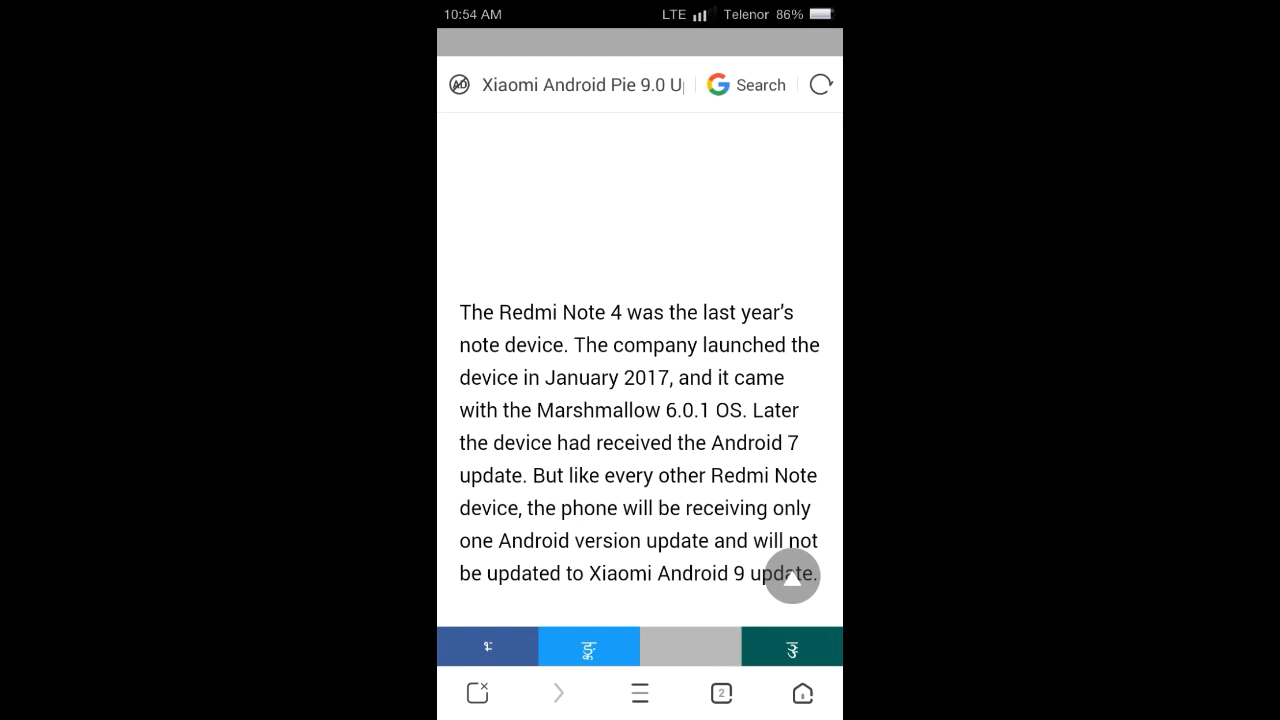 10:54 AM LTE Telenor 86%
AD Xiaomi Android Pie 9.0 U Search
The Redmi Note 4 was the last year's
note device. The company launched the
device in January 2017, and it came
with the Marshmallow 6.0.1 OS. Later
the device had received the Android 7
update. But like every other Redmi Note
device, the phone will be receiving only
one Android version update and will not
be updated to Xiaomi Android 9 update.
2